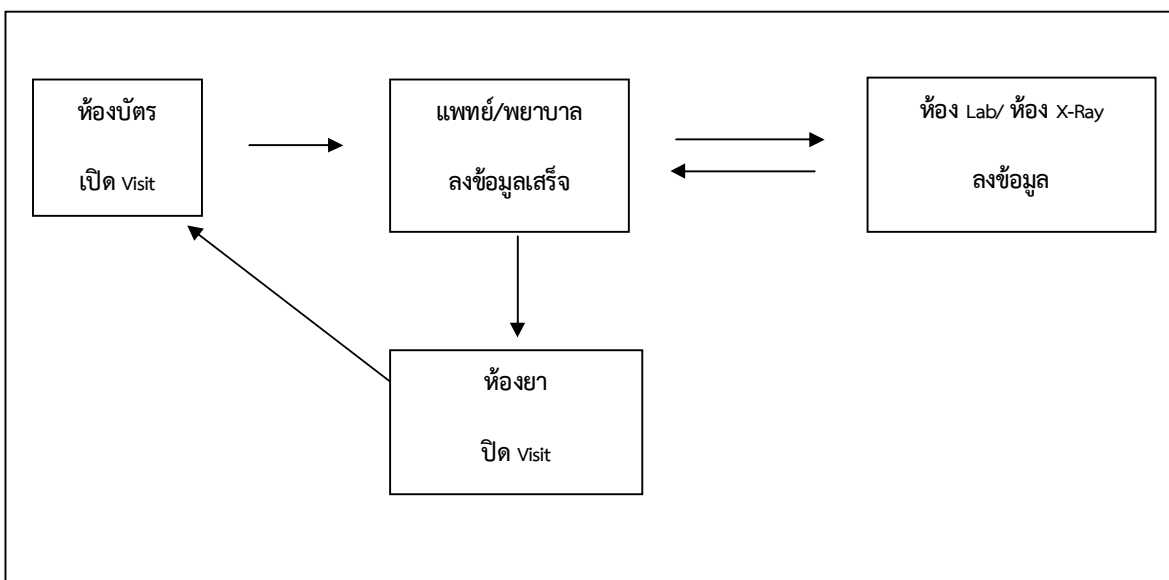 ห้องบัตร
เปิด Visit
แพทย์/พยาบาล
ลงข้อมูลเสร็จ
ห้อง Lab/ ห้อง X-Ray
ลงข้อมูล
ห้องยา
ปิด Visit